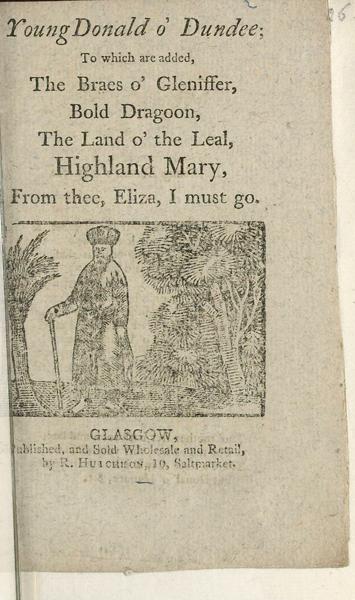 Young Donald o' Dundee;
To which are added,
The Braes o' Gleniffer,
Bold Dragoon,
The Land o' the Leal,
Highland Mary,
From thee, Eliza, I must go.
GLASGOW,
Published, and Sold Wholesale and Retail,
by R. HUTCHISON, 10, Saltmarket.